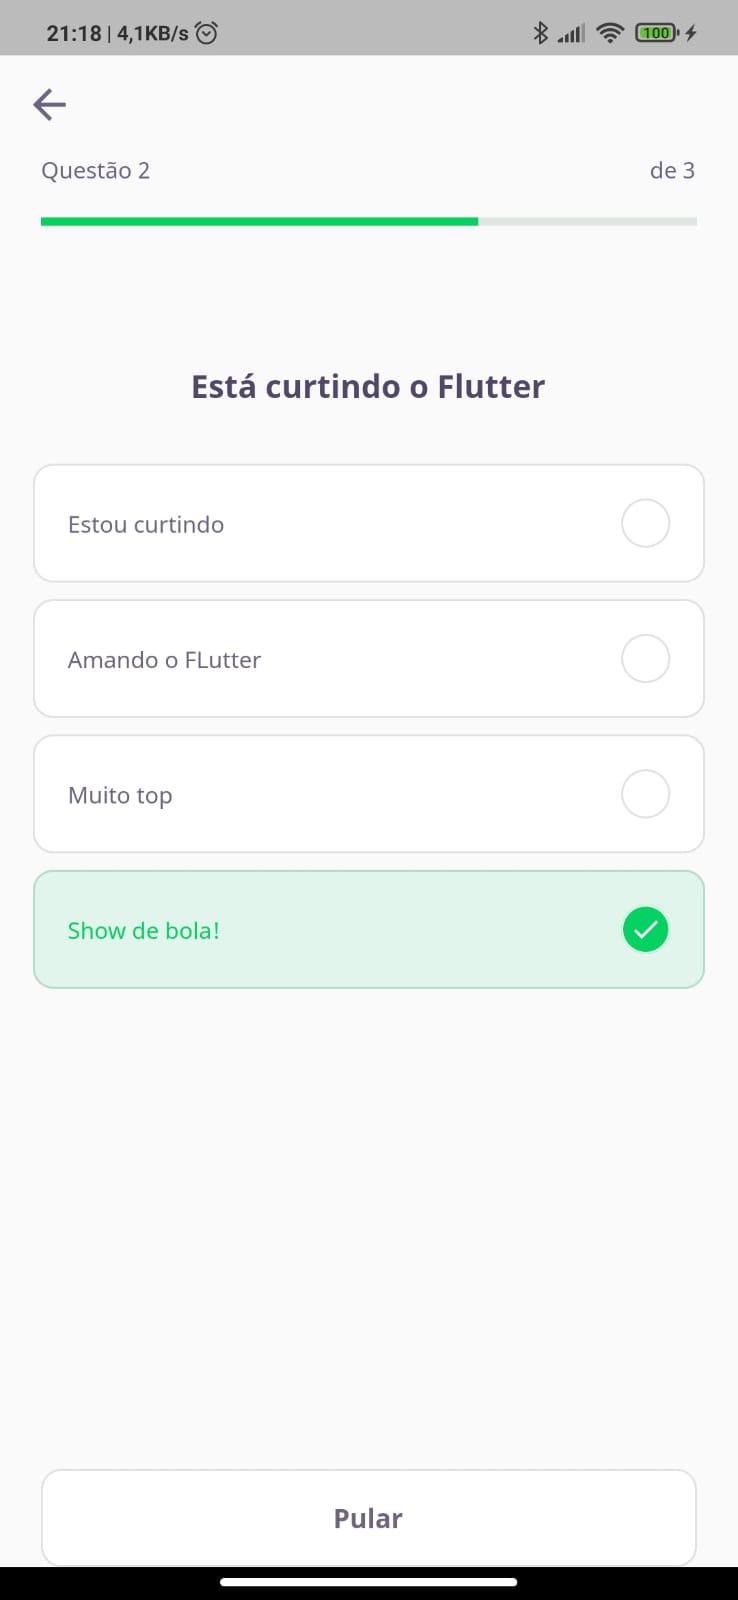 21:18 | 4,1KB/s
100
Questão 2
de 3
Está curtindo o Flutter
Estou curtindo
Amando o FLutter
Muito top
Show de bola!
Pular